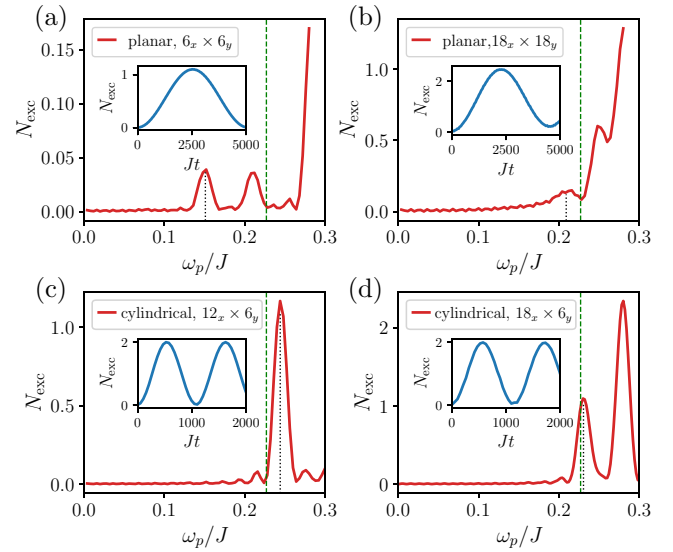 (a)
planar, 6x × 6y
Nexc
0.15
0.10
0.05
0.00
Nexc
1
0
0 2500 5000
Jt
0.0 0.1 0.2 0.3
ωp/J
(b)
planar,18x × 18y
Nexc
1.0
0.5
0.0
Nexc
2
0
0 2500 5000
Jt
0.0 0.1 0.2 0.3
ωp/J
(c)
cylindrical, 12x × 6y
Nexc
1.0
0.5
0.0
Nexc
2
0
0 1000 2000
Jt
0.0 0.1 0.2 0.3
ωp/J
(d)
cylindrical, 18x × 6y
Nexc
2
1
0
Nexc
2
0
0 1000 2000
Jt
0.0 0.1 0.2 0.3
ωp/J